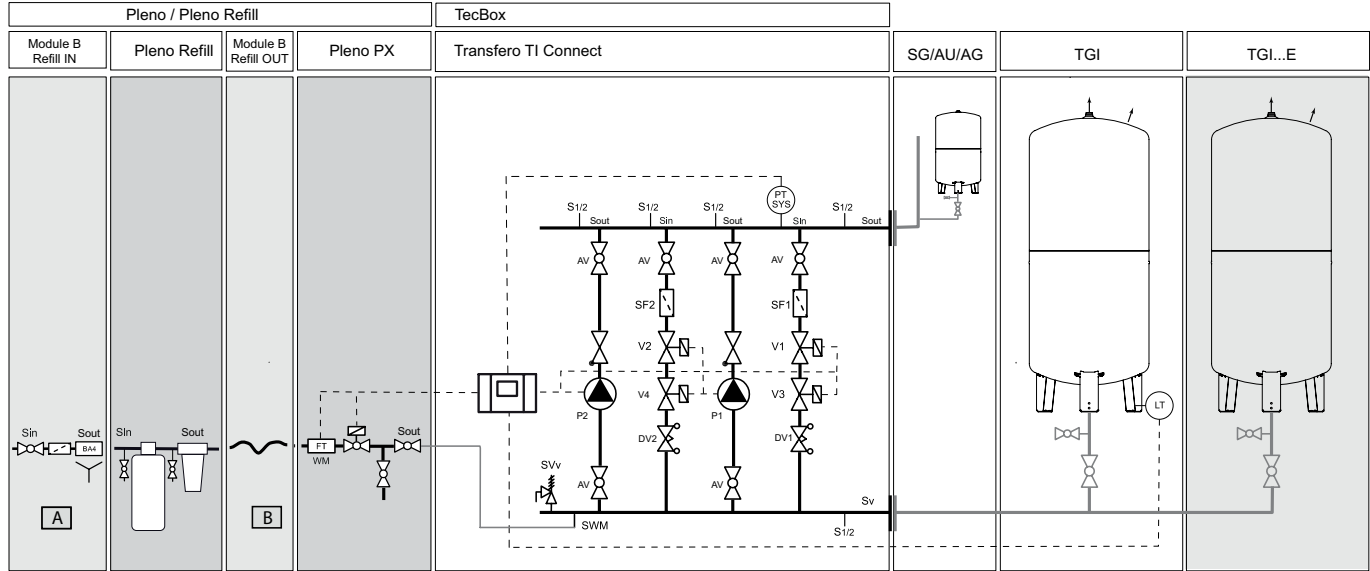 Pleno / Pleno Refill
TecBox
Module B
Refill IN
Pleno Refill
Module B
Refill OUT
Pleno PX
Transfero TI Connect
SG/AU/AG
TGI
TGI...E
PT
SYS
S1/2
S1/2
S1/2
S1/2
Sout
Sin
Sout
SIn
Sout
AV
AV
AV
AV
SF2
SF1
V2
V1
V4
V3
P2
P1
LT
Sin
Sout
SIn
Sout
Sout
BA4
FT
WM
DV2
DV1
SVv
AV
AV
Sv
A
B
SWM
S1/2